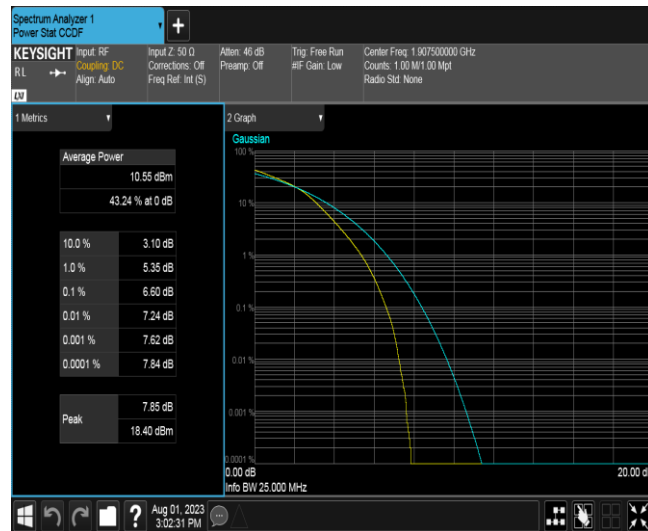 Spectrum Analyzer 1
Power Stat CCDF
+
KEYSIGHT
RL
LXI
Input: RF
Coupling: DC
Align: Auto
Input Z: 50 Ω
Corrections: Off
Freq Ref: Int (S)
Atten: 46 dB
Preamp: Off
Trig: Free Run
#IF Gain: Low
Center Freq: 1.907500000 GHz
Counts: 1.00 M/1.00 Mpt
Radio Std: None
1 Metrics
Average Power
10.55 dBm
43.24 % at 0 dB
10.0 % 3.10 dB
1.0 % 5.35 dB
0.1 % 6.60 dB
0.01 % 7.24 dB
0.001 % 7.62 dB
0.0001 % 7.84 dB
Peak 7.85 dB
18.40 dBm
2 Graph
Gaussian
100 %
10 %
1 %
0.1 %
0.01 %
0.001 %
0.0001 %
0.00 dB 20.00 d
Info BW 25.000 MHz
?
Aug 01, 2023
3:02:31 PM